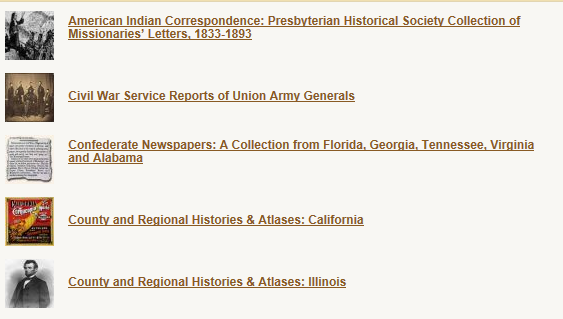 American Indian Correspondence: Presbyterian Historical Society Collection of
Missionaries' Letters, 1833-1893
Civil War Service Reports of Union Army Generals
Confederate Newspapers: A Collection from Florida, Georgia, Tennessee, Virginia
and Alabama
County and Regional Histories & Atlases: California
County and Regional Histories & Atlases: Illinois